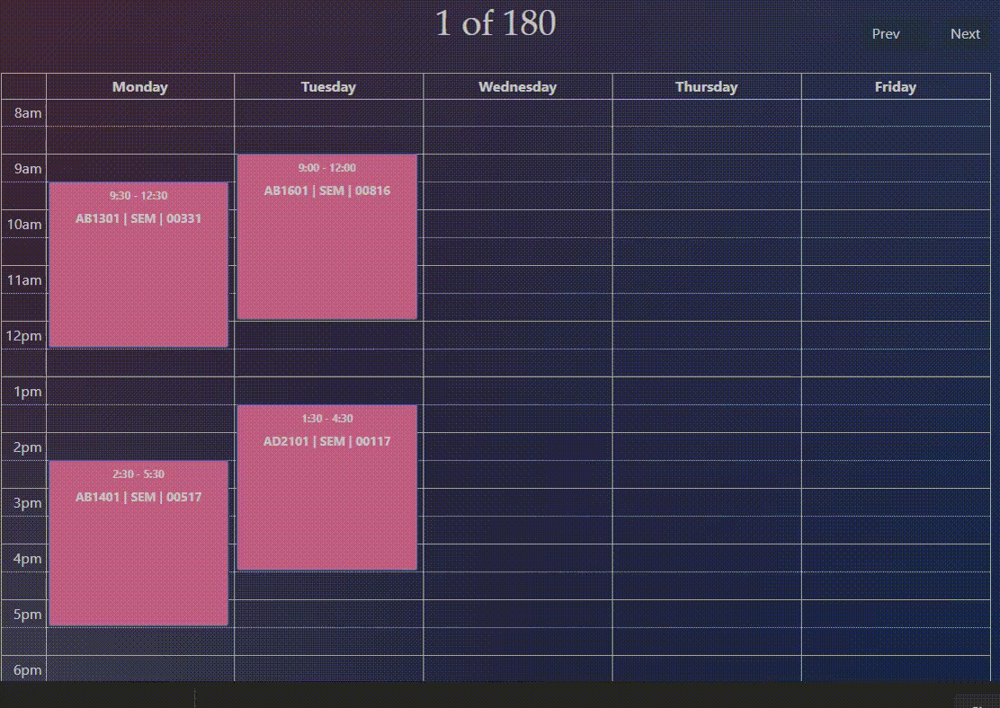 1 of 180
Prev
Next
Monday
Tuesday
Wednesday
Thursday
Friday
8am
9am
9:00 - 12:00
AB1601 | SEM | 00816
9:30 - 12:30
AB1301 | SEM | 00331
10am
11am
12pm
1pm
1:30 - 4:30
AD2101 | SEM | 00117
2pm
2:30 - 5:30
AB1401 | SEM | 00517
3pm
4pm
5pm
6pm